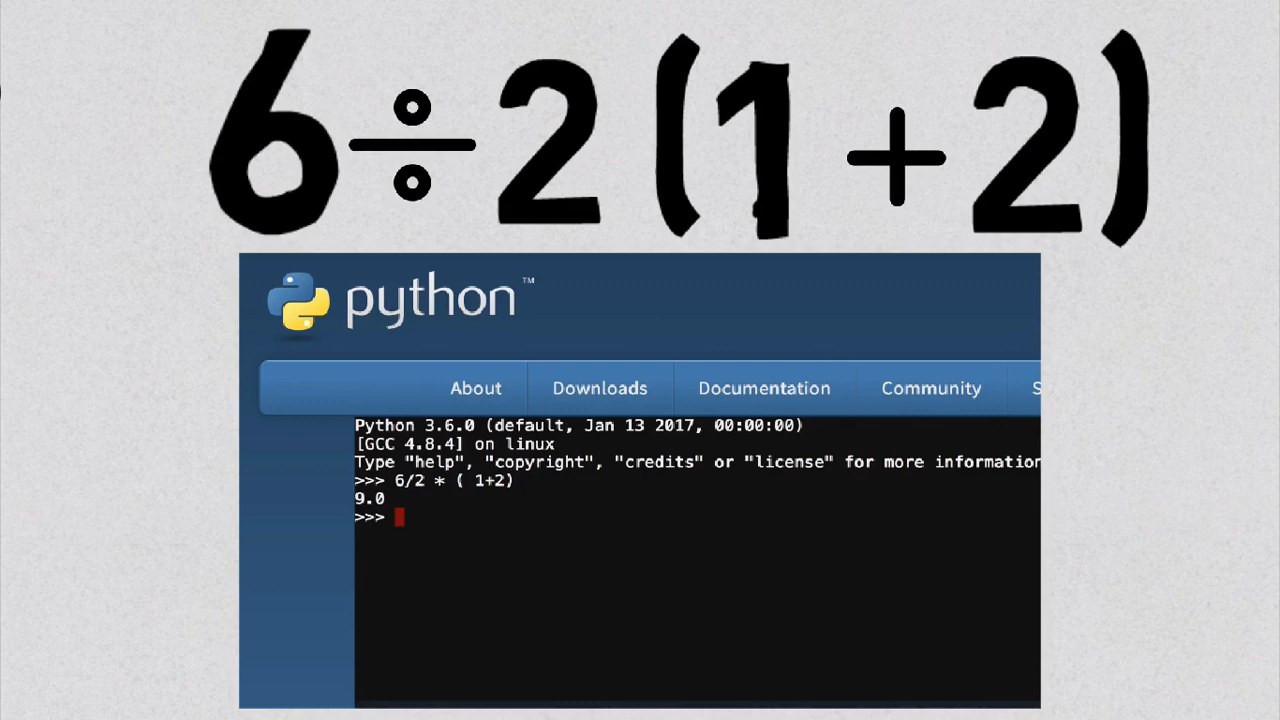 6÷2(1+2)
python™
About Downloads Documentation Community S
Python 3.6.0 (default, Jan 13 2017, 00:00:00)
[GCC 4.8.4] on linux
Type "help", "copyright", "credits" or "license" for more information
>>> 6/2 * ( 1+2)
9.0
>>>